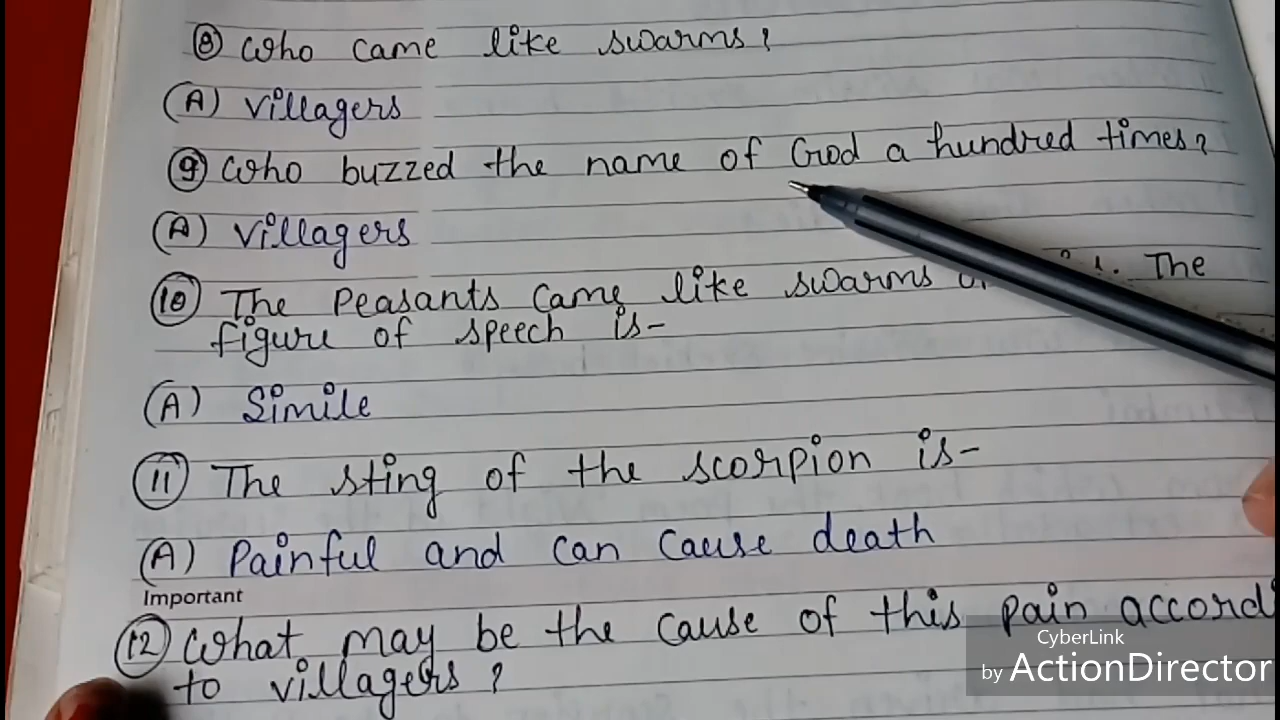 ⑧ Who came like swarms?
(A) Villagers
⑨ Who buzzed the name of God a hundred times?
(A) Villagers
⑩ The Peasants came like swarms The
figure of speech is-
(A) Simile
⑪ The sting of the scorpion is-
(A) Painful and can cause death
Important
⑫ What may be the cause of this pain accord
to villagers?
CyberLink
by ActionDirector